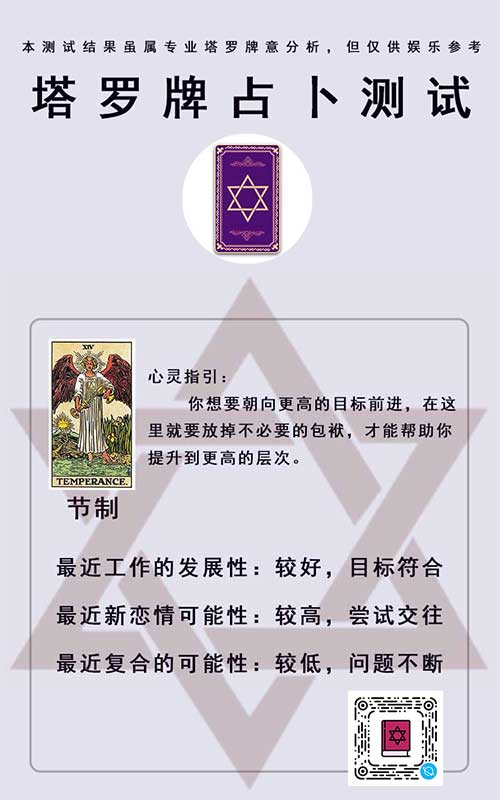 本测试结果虽属专业塔罗牌意分析，但仅供娱乐参考
塔罗牌占卜测试
XIV
TEMPERANCE.
节制
心灵指引：
你想要朝向更高的目标前进，在这
里就要放掉不必要的包袱，才能帮助你
提升到更高的层次。
最近工作的发展性：较好，目标符合
最近新恋情可能性：较高，尝试交往
最近复合的可能性：较低，问题不断